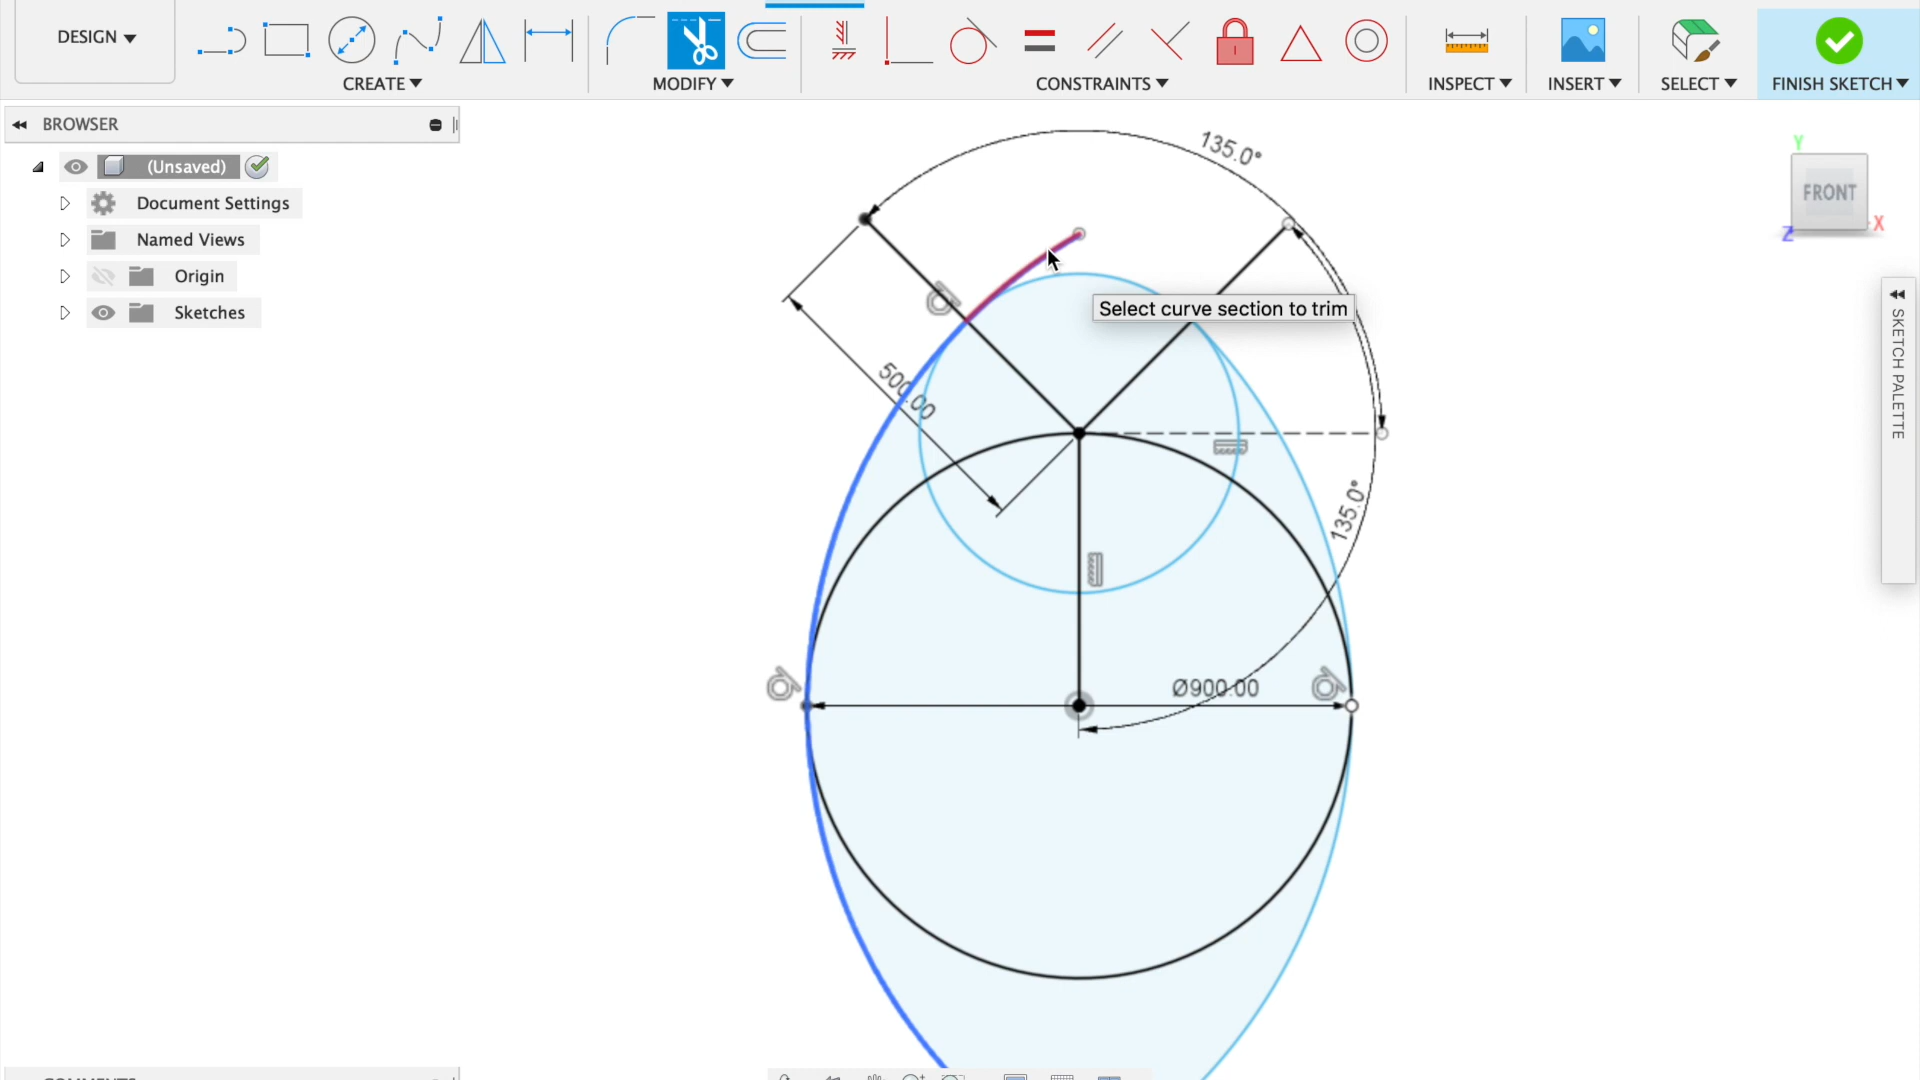 DESIGN
CREATE
MODIFY
CONSTRAINTS
INSPECT
INSERT
SELECT
FINISH SKETCH
BROWSER
(Unsaved)
Document Settings
Named Views
Origin
Sketches
135.0°
Select curve section to trim
500.00
135.0°
Ø900.00
Y
FRONT
X
Z
SKETCH PALETTE
COMMENTS